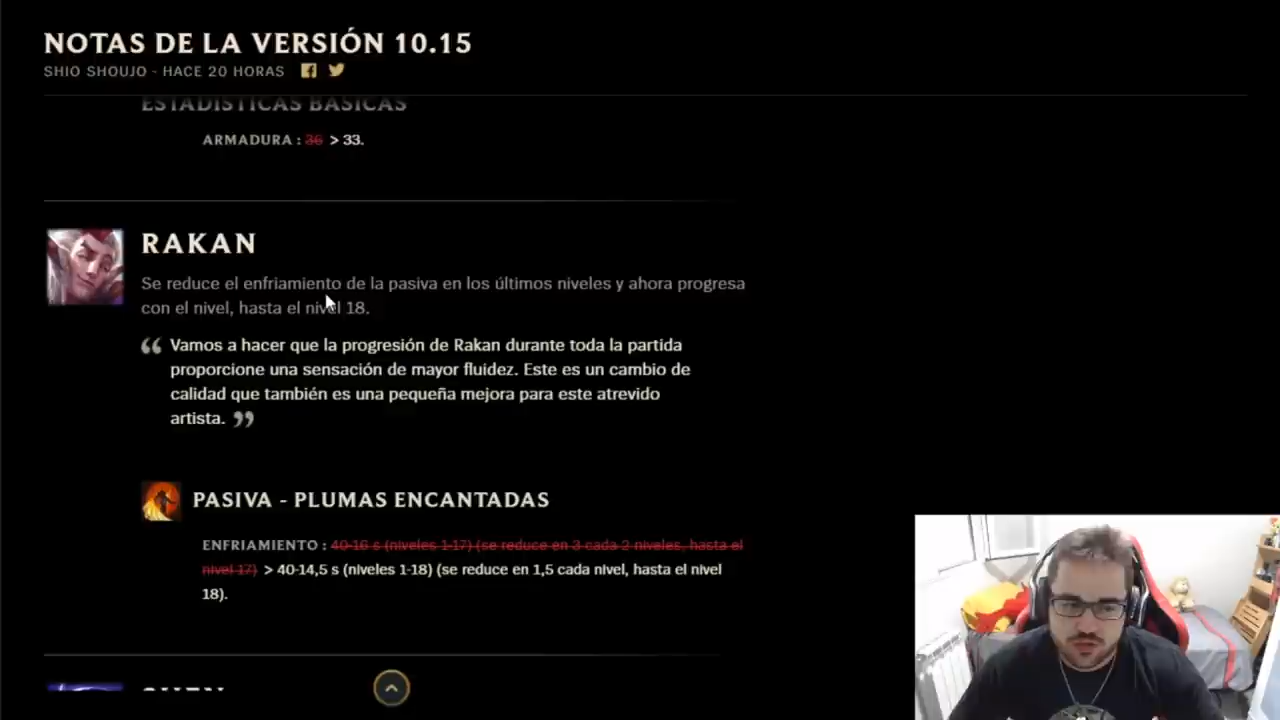 NOTAS DE LA VERSIÓN 10.15
SHIO SHOUJO - HACE 20 HORAS
ESTADÍSTICAS BÁSICAS
ARMADURA : 36 > 33.
RAKAN
Se reduce el enfriamiento de la pasiva en los últimos niveles y ahora progresa
con el nivel, hasta el nivel 18.
“ Vamos a hacer que la progresión de Rakan durante toda la partida
proporcione una sensación de mayor fluidez. Este es un cambio de
calidad que también es una pequeña mejora para este atrevido
artista. ”
PASIVA - PLUMAS ENCANTADAS
ENFRIAMIENTO : 40-16 s (niveles 1-17) (se reduce en 3 cada 2 niveles, hasta el
nivel 17) > 40-14,5 s (niveles 1-18) (se reduce en 1,5 cada nivel, hasta el nivel
18).